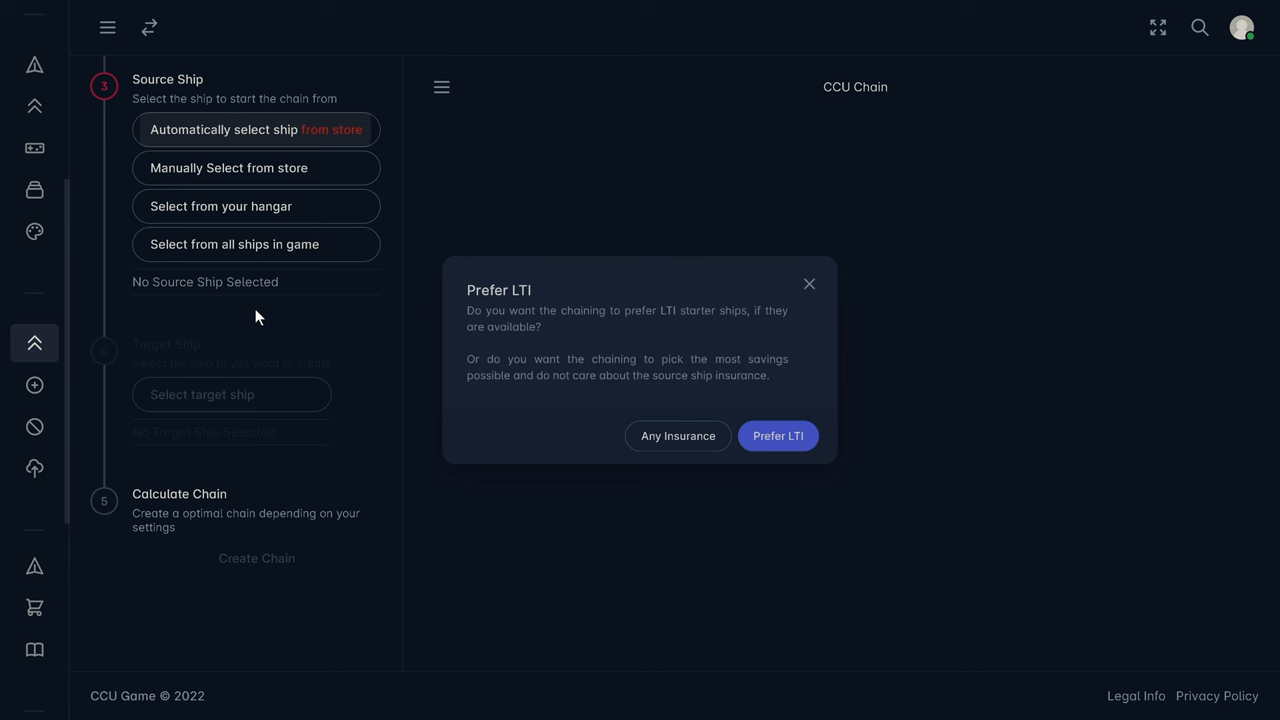 3
Source Ship
Select the ship to start the chain from
Automatically select ship from store
Manually Select from store
Select from your hangar
Select from all ships in game
No Source Ship Selected
4
Target Ship
Select the ship to you want to create
Select target ship
No Target Ship Selected
5
Calculate Chain
Create a optimal chain depending on your
settings
Create Chain
CCU Chain
Prefer LTI
Do you want the chaining to prefer LTI starter ships, if they
are available?
Or do you want the chaining to pick the most savings
possible and do not care about the source ship insurance.
Any Insurance
Prefer LTI
CCU Game © 2022
Legal Info
Privacy Policy